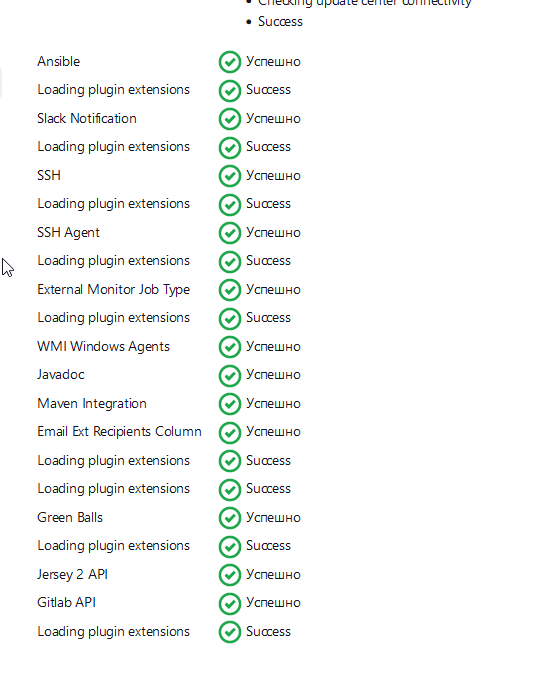 Checking update center connectivity
Success
Ansible Успешно
Loading plugin extensions Success
Slack Notification Успешно
Loading plugin extensions Success
SSH Успешно
Loading plugin extensions Success
SSH Agent Успешно
Loading plugin extensions Success
External Monitor Job Type Успешно
Loading plugin extensions Success
WMI Windows Agents Успешно
Javadoc Успешно
Maven Integration Успешно
Email Ext Recipients Column Успешно
Loading plugin extensions Success
Loading plugin extensions Success
Green Balls Успешно
Loading plugin extensions Success
Jersey 2 API Успешно
Gitlab API Успешно
Loading plugin extensions Success